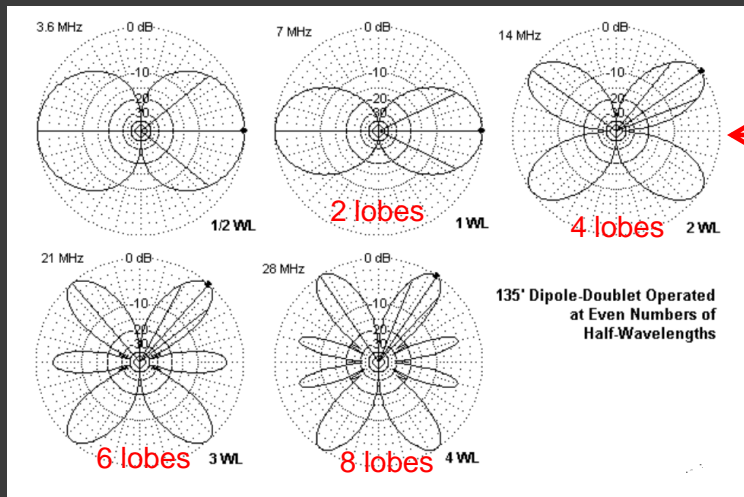 3.6 MHz
0 dB
-10
20
30
1/2 WL
7 MHz
0 dB
-10
20
30
2 lobes
1 WL
14 MHz
0 dB
-10
20
30
4 lobes
2 WL
21 MHz
0 dB
-10
20
30
6 lobes
3 WL
28 MHz
0 dB
-10
20
30
8 lobes
4 WL
135' Dipole-Doublet Operated
at Even Numbers of
Half-Wavelengths